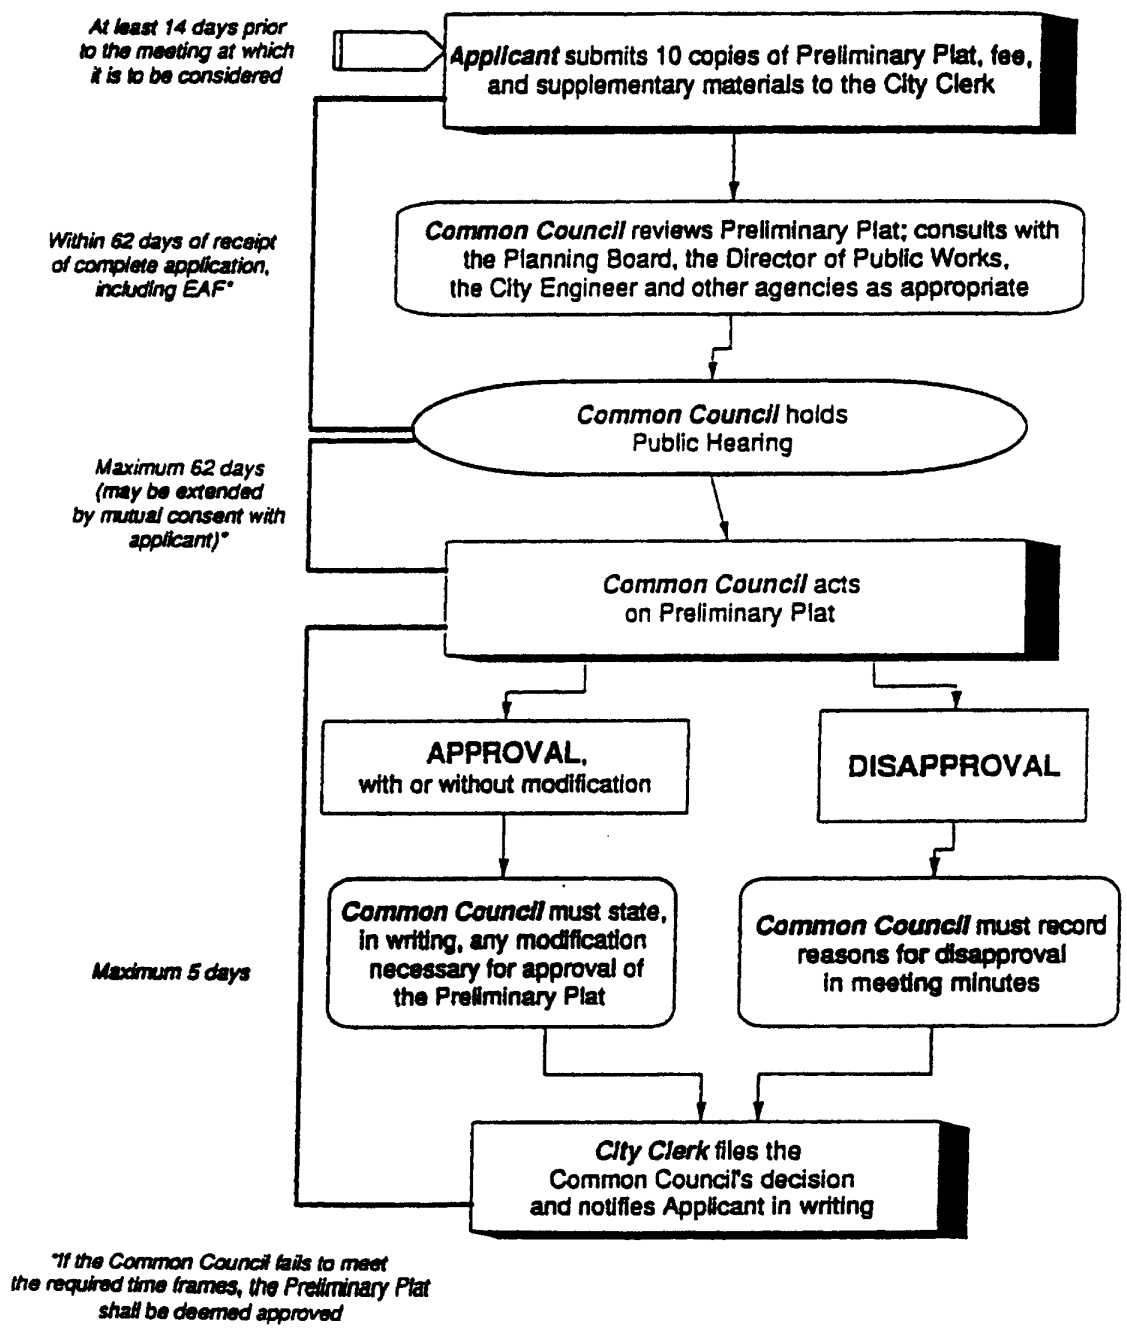 At least 14 days prior
to the meeting at which
it is to be considered
Applicant submits 10 copies of Preliminary Plat, fee,
and supplementary materials to the City Clerk
Within 62 days of receipt
of complete application,
including EAF*
Common Council reviews Preliminary Plat; consults with
the Planning Board, the Director of Public Works,
the City Engineer and other agencies as appropriate
Common Council holds
Public Hearing
Maximum 62 days
(may be extended
by mutual consent with
applicant)*
Common Council acts
on Preliminary Plat
APPROVAL,
with or without modification
DISAPPROVAL
Maximum 5 days
Common Council must state,
in writing, any modification
necessary for approval of
the Preliminary Plat
Common Council must record
reasons for disapproval
in meeting minutes
City Clerk files the
Common Council's decision
and notifies Applicant in writing
*If the Common Council fails to meet
the required time frames, the Preliminary Plat
shall be deemed approved